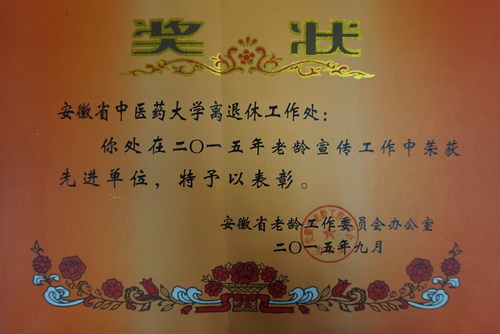 奖状
安徽省中医药大学离退休工作处：
你处在二〇一五年老龄宣传工作中荣获
先进单位，特予以表彰。
安徽省老龄工作委员会办公室
二〇一五年九月